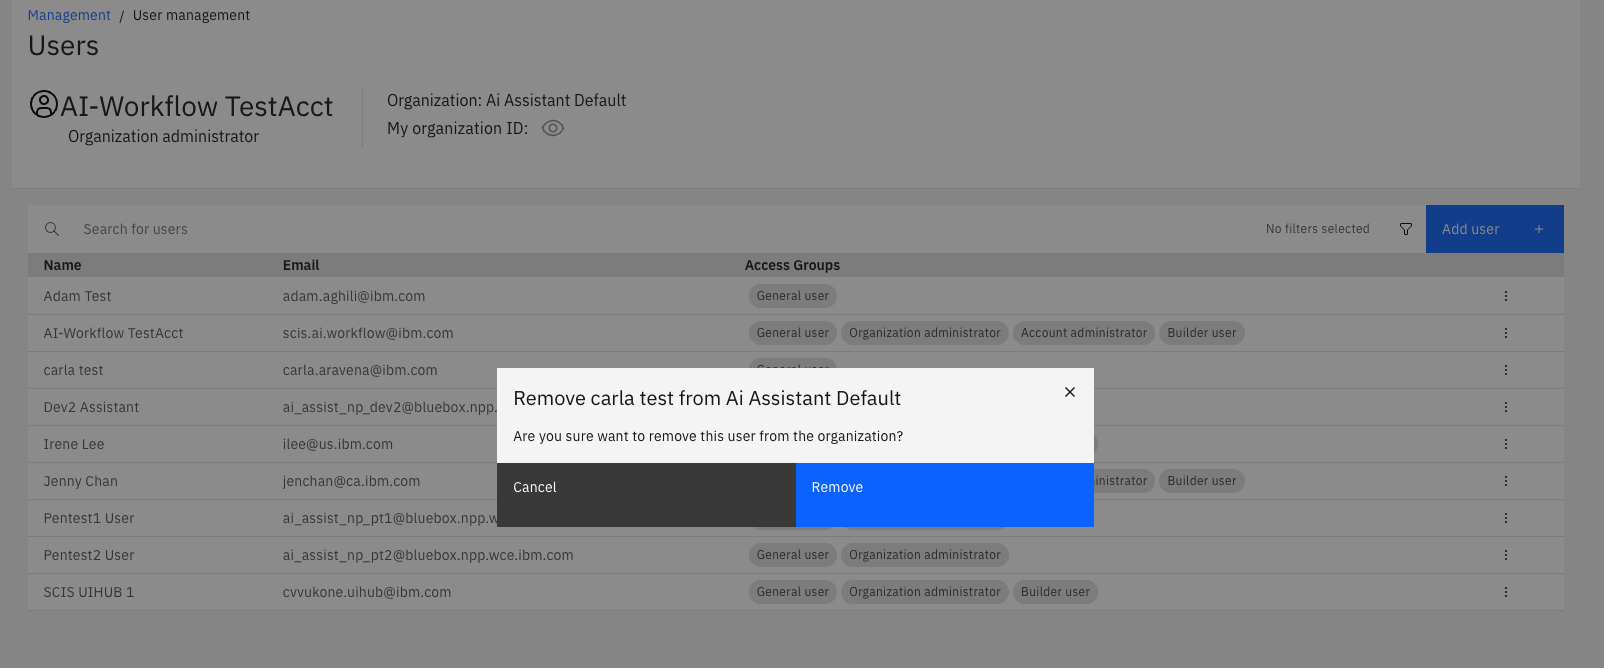 Management / User management
Users
AI-Workflow TestAcct
Organization administrator
Organization: Ai Assistant Default
My organization ID:
Search for users
No filters selected
Add user +
Name Email Access Groups
Adam Test adam.aghili@ibm.com General user
AI-Workflow TestAcct scis.ai.workflow@ibm.com General user Organization administrator Account administrator Builder user
carla test carla.aravena@ibm.com General user
Remove carla test from Ai Assistant Default
Are you sure want to remove this user from the organization?
Cancel Remove
Dev2 Assistant ai_assist_np_dev2@bluebox.npp.
Irene Lee ilee@us.ibm.com
Jenny Chan jenchan@ca.ibm.com inistrator Builder user
Pentest1 User ai_assist_np_pt1@bluebox.npp.w
Pentest2 User ai_assist_np_pt2@bluebox.npp.wce.ibm.com General user Organization administrator
SCIS UIHUB 1 cvvukone.uihub@ibm.com General user Organization administrator Builder user